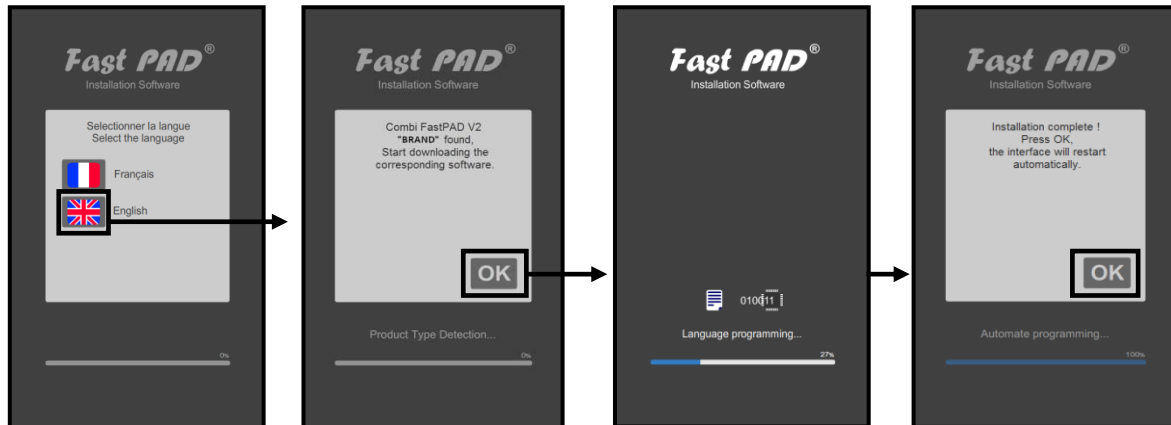 Fast PAD®
Installation Software
Selectionner la langue
Select the language
Français
English
0%
Fast PAD®
Installation Software
Combi FastPAD V2
"BRAND" found,
Start downloading the
corresponding software.
OK
Product Type Detection...
0%
Fast PAD®
Installation Software
010011
Language programming...
27%
Fast PAD®
Installation Software
Installation complete !
Press OK,
the interface will restart
automatically.
OK
Automate programming...
100%